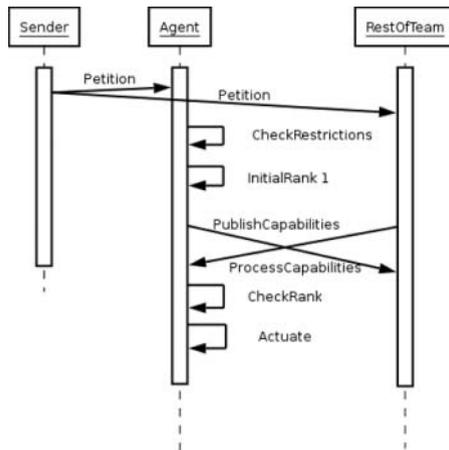 Sender
Agent
RestOfTeam
Petition
Petition
CheckRestrictions
InitialRank 1
PublishCapabilities
ProcessCapabilities
CheckRank
Actuate